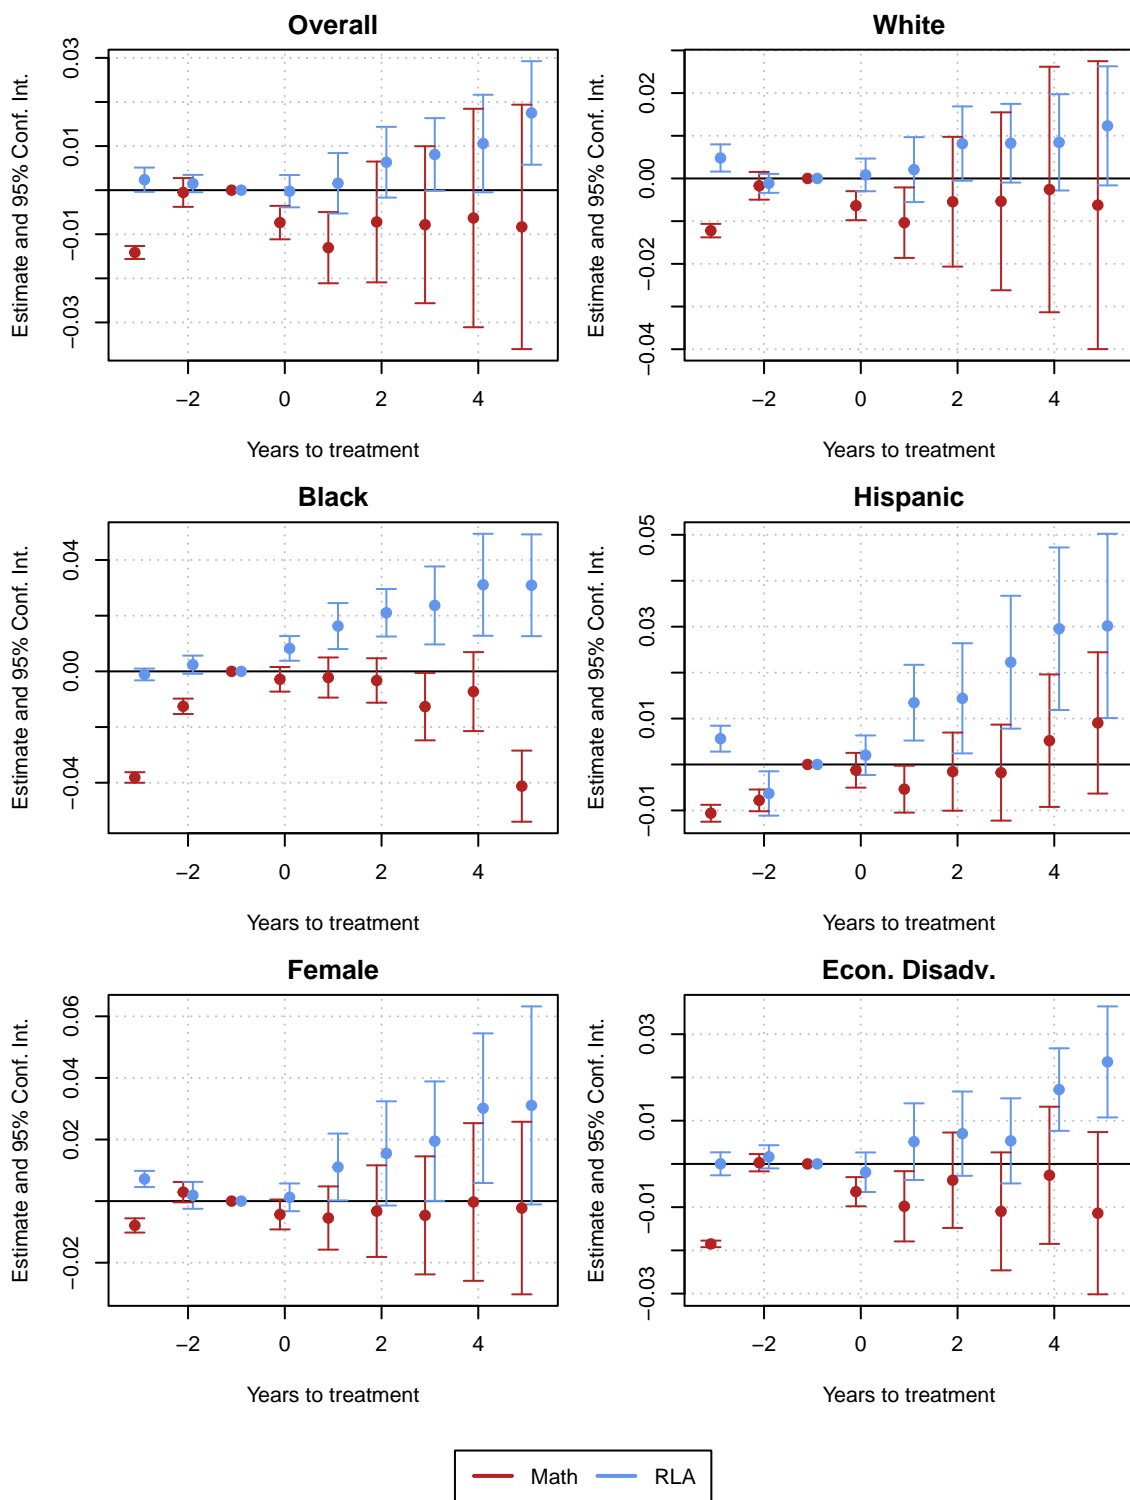 Overall
White
Estimate and 95% Conf. Int.
0.03
0.01
−0.01
−0.03
−2 0 2 4
Years to treatment
Estimate and 95% Conf. Int.
0.02
0.00
−0.02
−0.04
−2 0 2 4
Years to treatment
Black
Hispanic
Estimate and 95% Conf. Int.
0.04
0.00
−0.04
−2 0 2 4
Years to treatment
Estimate and 95% Conf. Int.
0.05
0.03
0.01
−0.01
−2 0 2 4
Years to treatment
Female
Econ. Disadv.
Estimate and 95% Conf. Int.
0.06
0.04
0.02
−0.02
−2 0 2 4
Years to treatment
Estimate and 95% Conf. Int.
0.03
0.01
−0.01
−0.03
−2 0 2 4
Years to treatment
Math RLA